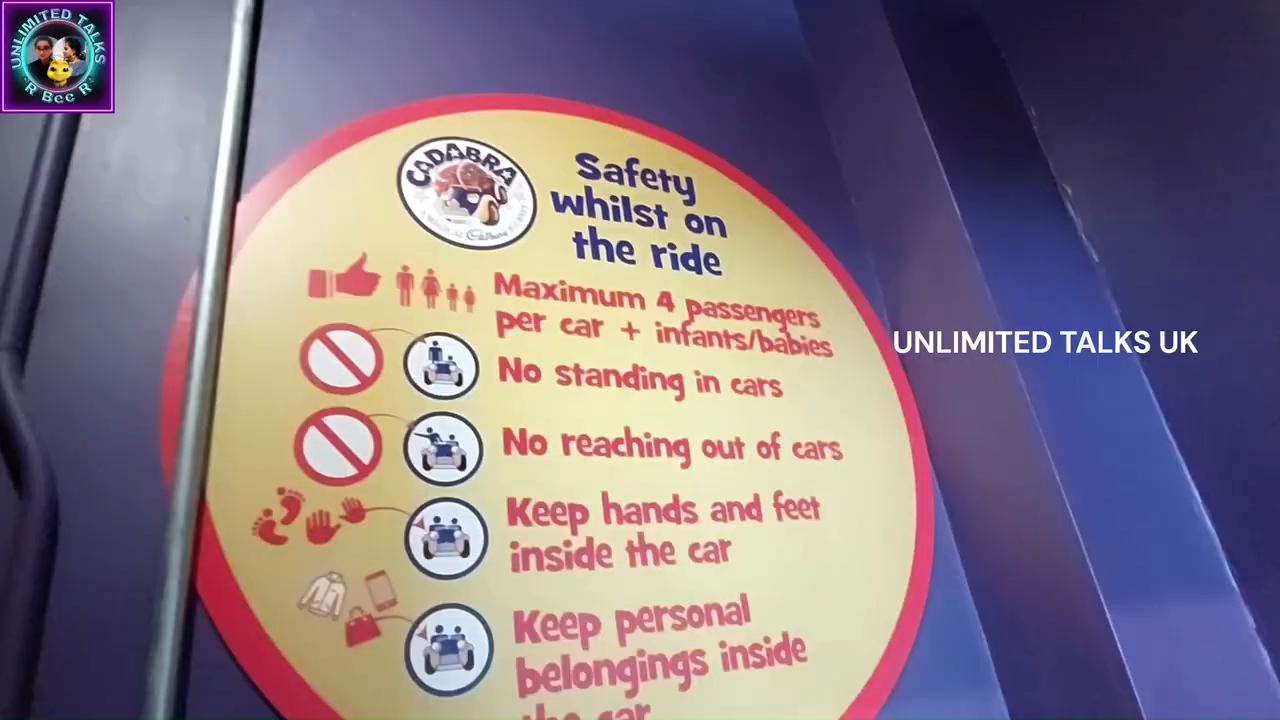 UNLIMITED TALKS
R Bee R
CADABRA
Cadbury
Safety
whilst on
the ride
Maximum 4 passengers
per car + infants/babies
No standing in cars
No reaching out of cars
Keep hands and feet
inside the car
Keep personal
belongings inside
the car
UNLIMITED TALKS UK